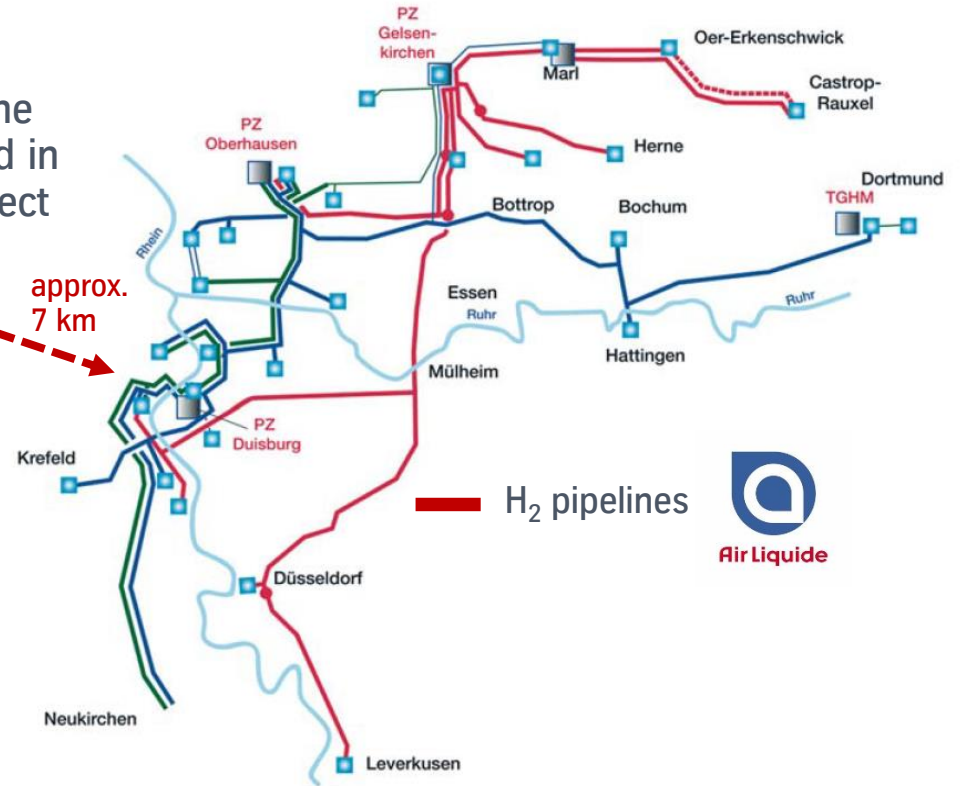 PZ
Gelsen-
kirchen
Oer-Erkenschwick
Marl
Castrop-
Rauxel
ne
d in
ect
PZ
Oberhausen
Herne
Dortmund
TGHM
Bottrop
Bochum
Rhein
approx.
7 km
Essen
Ruhr
Ruhr
Hattingen
Mülheim
PZ
Duisburg
Krefeld
H₂ pipelines
Air Liquide
Düsseldorf
Neukirchen
Leverkusen